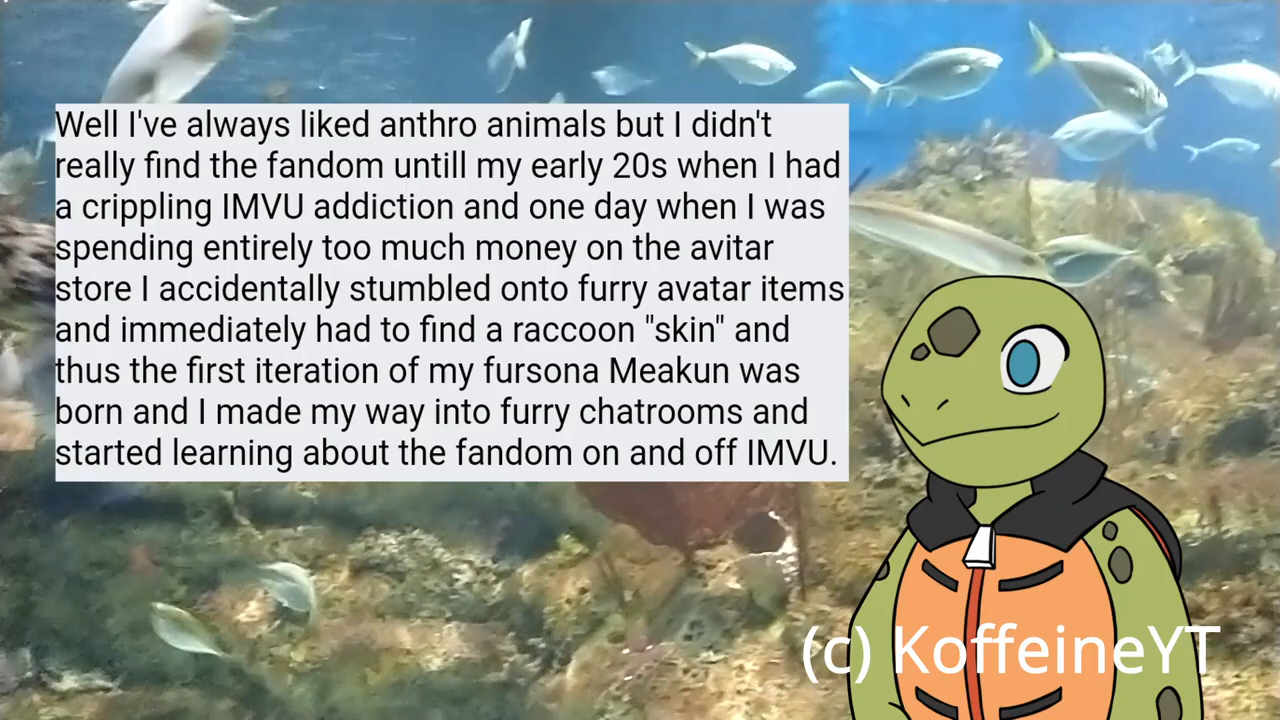 Well I've always liked anthro animals but I didn't
really find the fandom untill my early 20s when I had
a crippling IMVU addiction and one day when I was
spending entirely too much money on the avitar
store I accidentally stumbled onto furry avatar items
and immediately had to find a raccoon "skin" and
thus the first iteration of my fursona Meakun was
born and I made my way into furry chatrooms and
started learning about the fandom on and off IMVU.
(c) KoffeineYT